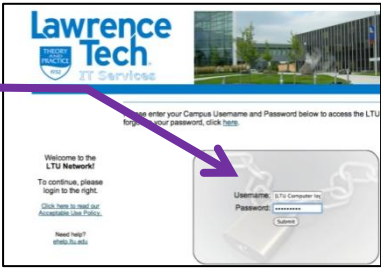 Lawrence
Tech
THEORY
AND
PRACTICE
IT Services
enter your Campus Username and Password below to access the LTU
your password, click here.
Welcome to the
LTU Network!
To continue, please
login to the right.
Click here to read our
Acceptable Use Policy.
Need help?
ehelp.ltu.edu
Username: LTU Computer log
Password: •••••••••
Submit